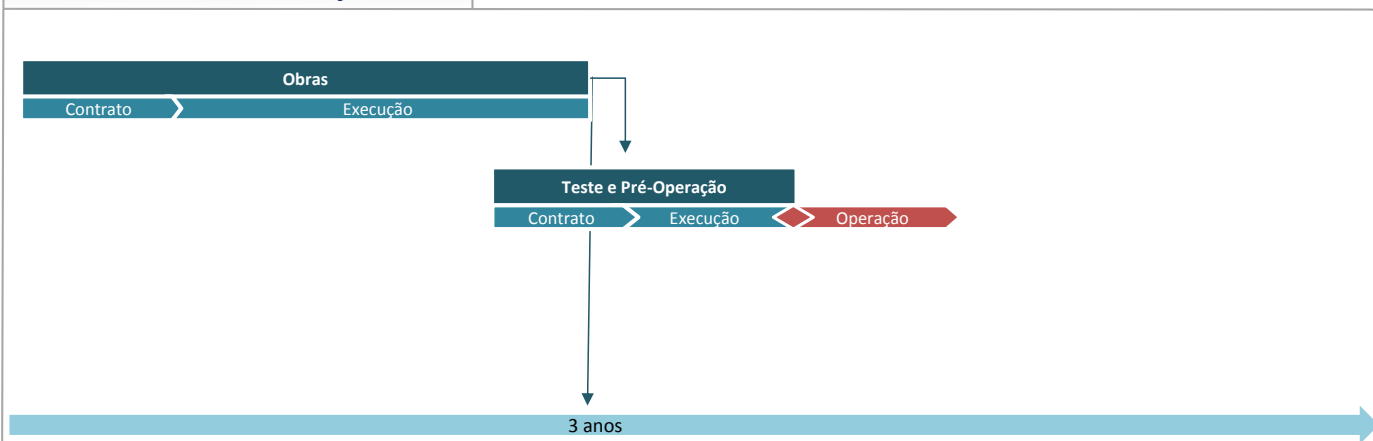 Obras
Contrato Execução
Teste e Pré-Operação
Contrato Execução Operação
3 anos